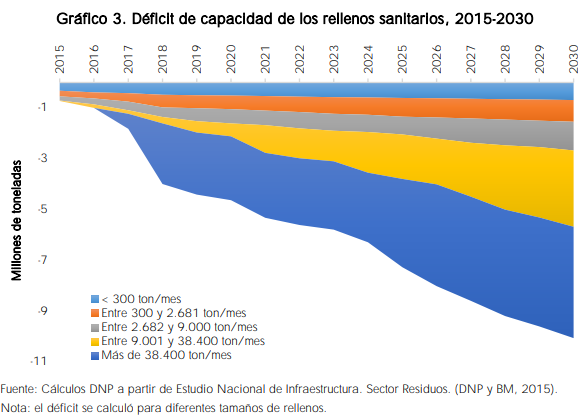 Gráfico 3. Déficit de capacidad de los rellenos sanitarios, 2015-2030
2015 2016 2017 2018 2019 2020 2021 2022 2023 2024 2025 2026 2027 2028 2029 2030
-1
-3
-5
-7
-9
-11
Millones de toneladas
< 300 ton/mes
Entre 300 y 2.681 ton/mes
Entre 2.682 y 9.000 ton/mes
Entre 9.001 y 38.400 ton/mes
Más de 38.400 ton/mes
Fuente: Cálculos DNP a partir de Estudio Nacional de Infraestructura. Sector Residuos. (DNP y BM, 2015).
Nota: el déficit se calculó para diferentes tamaños de rellenos.